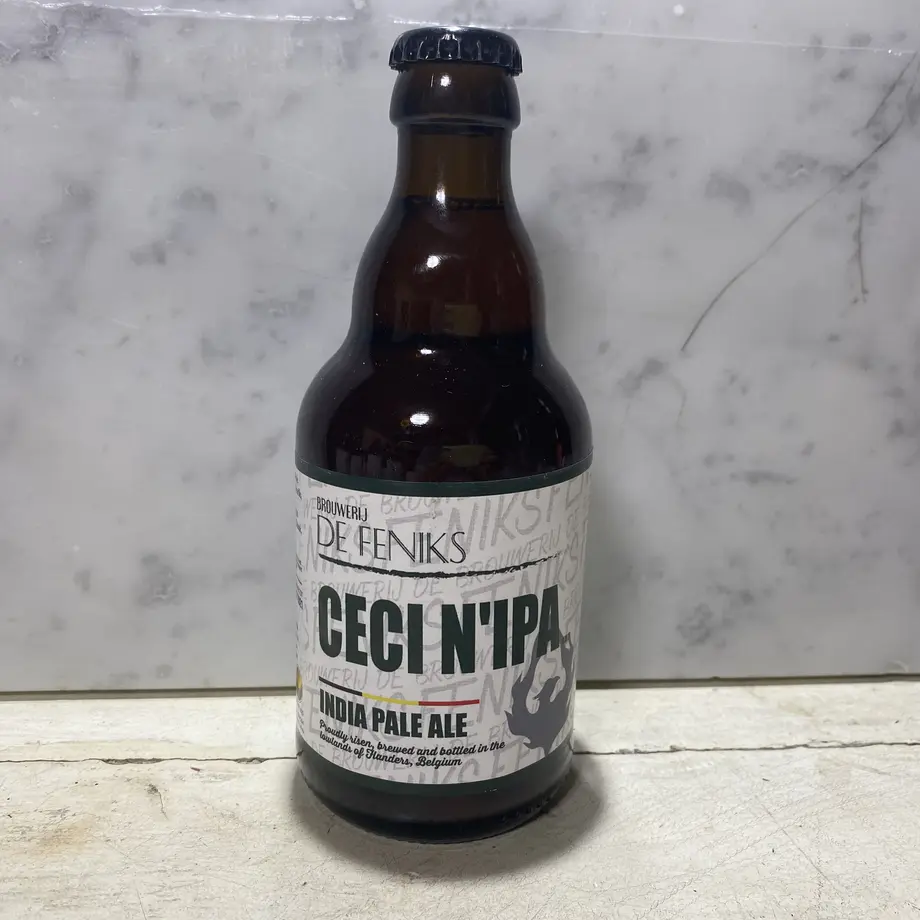 BROUWERIJ
DE FENIKS
CECI N'IPA
INDIA PALE ALE
Proudly risen, brewed and bottled in the
lowlands of Flanders, Belgium